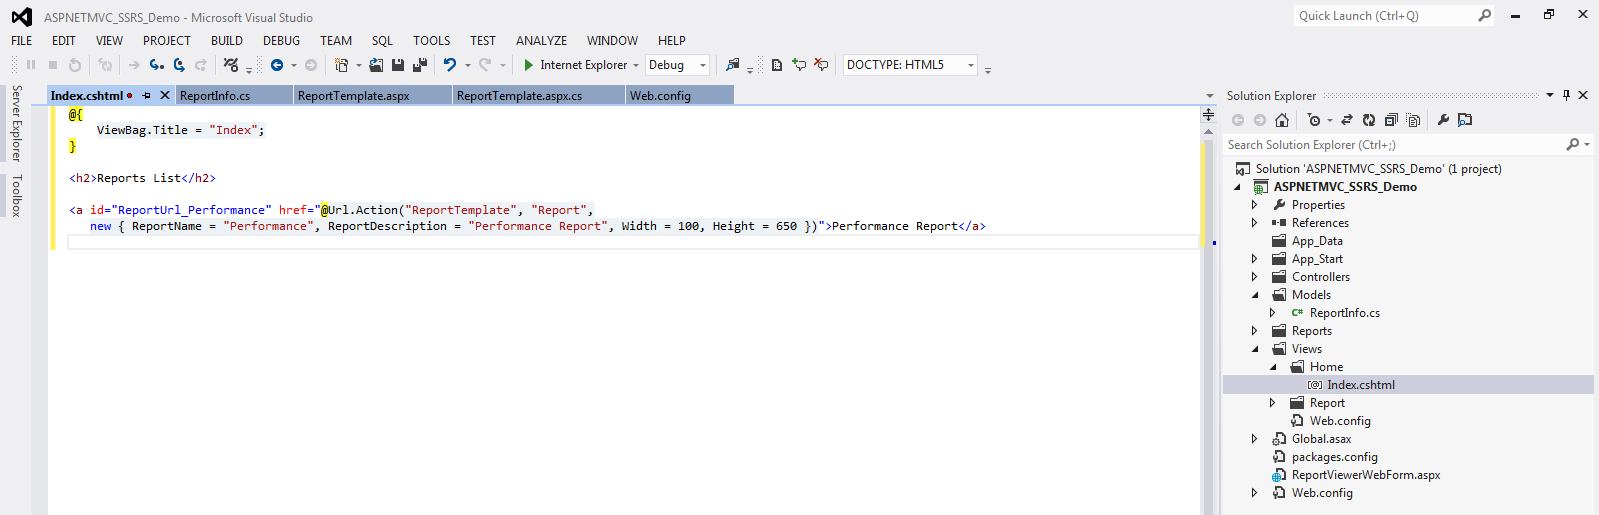 ASPNETMVC_SSRS_Demo - Microsoft Visual Studio
Quick Launch (Ctrl+Q)
FILE EDIT VIEW PROJECT BUILD DEBUG TEAM SQL TOOLS TEST ANALYZE WINDOW HELP
Internet Explorer Debug DOCTYPE: HTML5
Server Explorer
Toolbox
Index.cshtml ReportInfo.cs ReportTemplate.aspx ReportTemplate.aspx.cs Web.config
@{
ViewBag.Title = "Index";
}
<h2>Reports List</h2>
<a id="ReportUrl_Performance" href="@Url.Action("ReportTemplate", "Report",
new { ReportName = "Performance", ReportDescription = "Performance Report", Width = 100, Height = 650 })">Performance Report</a>
Solution Explorer
Search Solution Explorer (Ctrl+;)
Solution 'ASPNETMVC_SSRS_Demo' (1 project)
ASPNETMVC_SSRS_Demo
Properties
References
App_Data
App_Start
Controllers
Models
C# ReportInfo.cs
Reports
Views
Home
[@] Index.cshtml
Report
Web.config
Global.asax
packages.config
ReportViewerWebForm.aspx
Web.config